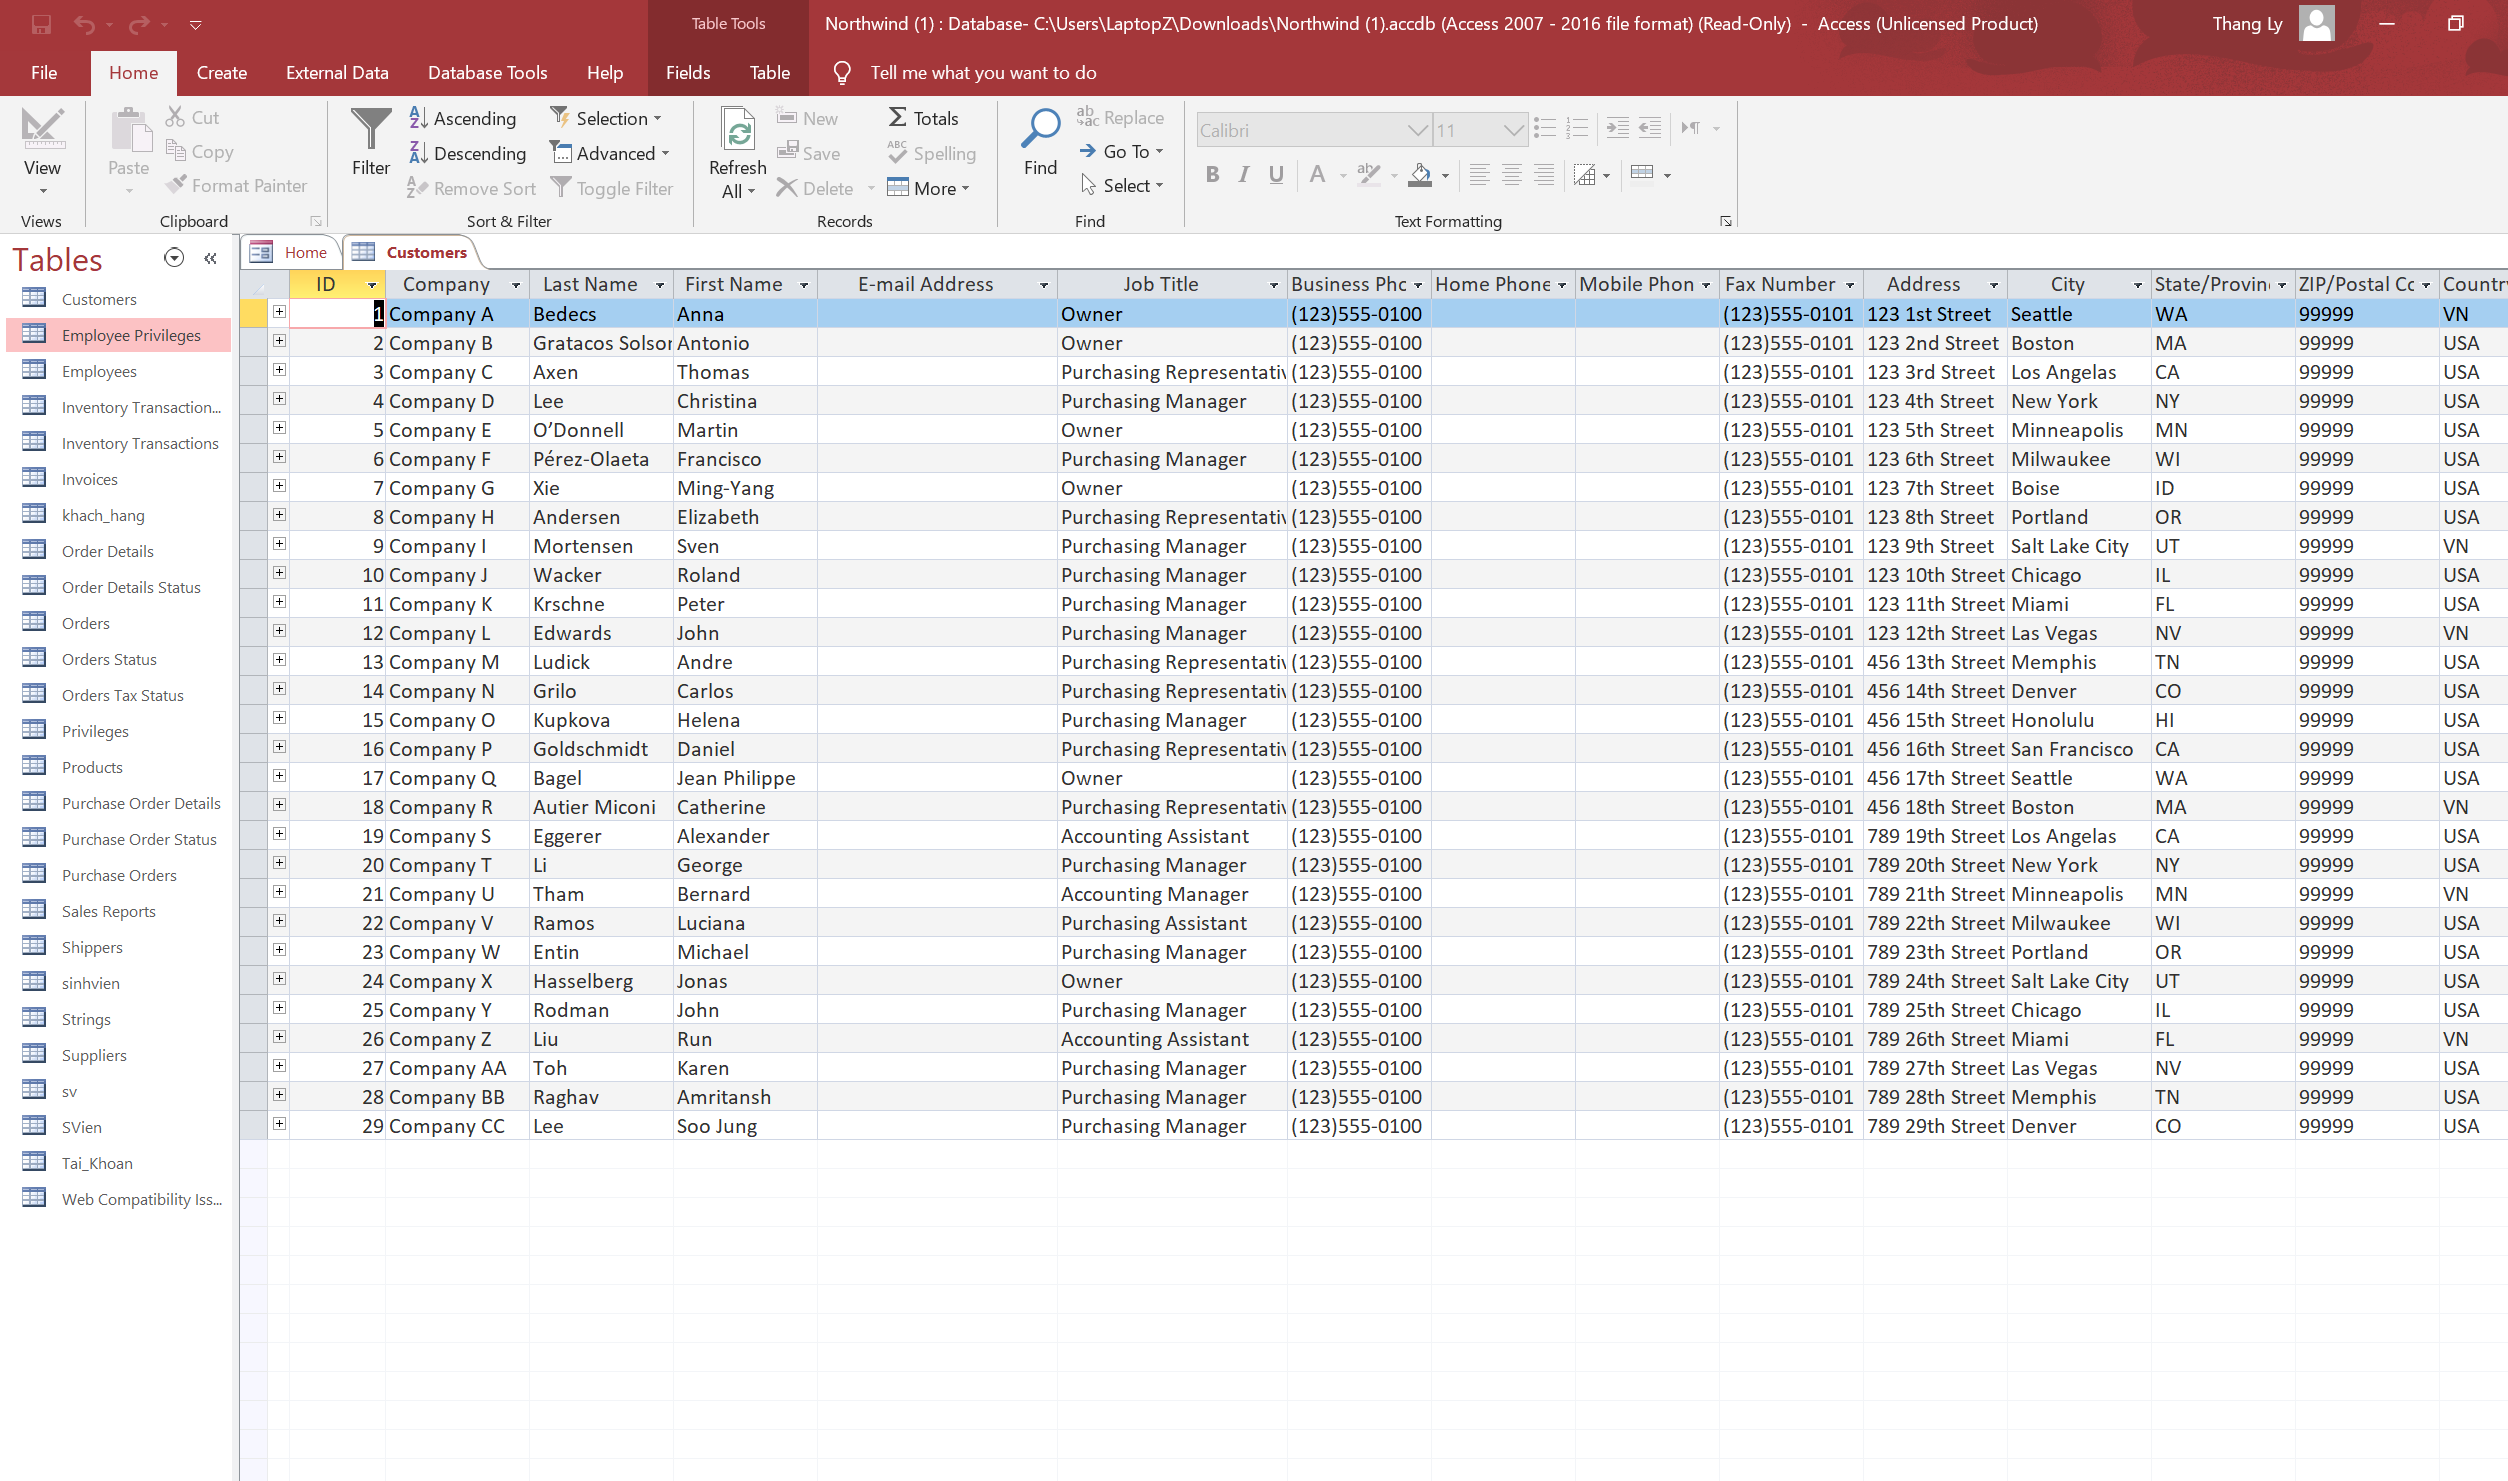 Table Tools
Northwind (1) : Database- C:\Users\LaptopZ\Downloads\Northwind (1).accdb (Access 2007 - 2016 file format) (Read-Only) - Access (Unlicensed Product)
Thang Ly
File Home Create External Data Database Tools Help Fields Table Tell me what you want to do
View
Views
Paste
Cut
Copy
Format Painter
Clipboard
Filter
Ascending
Descending
Remove Sort
Selection
Advanced
Toggle Filter
Sort & Filter
Refresh All
New
Save
Delete
Totals
Spelling
More
Records
Find
Replace
Go To
Select
Find
Calibri 11
B I U A
Text Formatting
Tables
Customers
Employee Privileges
Employees
Inventory Transaction...
Inventory Transactions
Invoices
khach_hang
Order Details
Order Details Status
Orders
Orders Status
Orders Tax Status
Privileges
Products
Purchase Order Details
Purchase Order Status
Purchase Orders
Sales Reports
Shippers
sinhvien
Strings
Suppliers
sv
SVien
Tai_Khoan
Web Compatibility Iss...
Home Customers
ID Company Last Name First Name E-mail Address Job Title Business Phc Home Phone Mobile Phon Fax Number Address City State/Provin ZIP/Postal Cc Country
1 Company A Bedecs Anna Owner (123)555-0100 (123)555-0101 123 1st Street Seattle WA 99999 VN
2 Company B Gratacos Solsor Antonio Owner (123)555-0100 (123)555-0101 123 2nd Street Boston MA 99999 USA
3 Company C Axen Thomas Purchasing Representativ (123)555-0100 (123)555-0101 123 3rd Street Los Angelas CA 99999 USA
4 Company D Lee Christina Purchasing Manager (123)555-0100 (123)555-0101 123 4th Street New York NY 99999 USA
5 Company E O’Donnell Martin Owner (123)555-0100 (123)555-0101 123 5th Street Minneapolis MN 99999 USA
6 Company F Pérez-Olaeta Francisco Purchasing Manager (123)555-0100 (123)555-0101 123 6th Street Milwaukee WI 99999 USA
7 Company G Xie Ming-Yang Owner (123)555-0100 (123)555-0101 123 7th Street Boise ID 99999 USA
8 Company H Andersen Elizabeth Purchasing Representativ (123)555-0100 (123)555-0101 123 8th Street Portland OR 99999 USA
9 Company I Mortensen Sven Purchasing Manager (123)555-0100 (123)555-0101 123 9th Street Salt Lake City UT 99999 VN
10 Company J Wacker Roland Purchasing Manager (123)555-0100 (123)555-0101 123 10th Street Chicago IL 99999 USA
11 Company K Krschne Peter Purchasing Manager (123)555-0100 (123)555-0101 123 11th Street Miami FL 99999 USA
12 Company L Edwards John Purchasing Manager (123)555-0100 (123)555-0101 123 12th Street Las Vegas NV 99999 VN
13 Company M Ludick Andre Purchasing Representativ (123)555-0100 (123)555-0101 456 13th Street Memphis TN 99999 USA
14 Company N Grilo Carlos Purchasing Representativ (123)555-0100 (123)555-0101 456 14th Street Denver CO 99999 USA
15 Company O Kupkova Helena Purchasing Manager (123)555-0100 (123)555-0101 456 15th Street Honolulu HI 99999 USA
16 Company P Goldschmidt Daniel Purchasing Representativ (123)555-0100 (123)555-0101 456 16th Street San Francisco CA 99999 USA
17 Company Q Bagel Jean Philippe Owner (123)555-0100 (123)555-0101 456 17th Street Seattle WA 99999 USA
18 Company R Autier Miconi Catherine Purchasing Representativ (123)555-0100 (123)555-0101 456 18th Street Boston MA 99999 VN
19 Company S Eggerer Alexander Accounting Assistant (123)555-0100 (123)555-0101 789 19th Street Los Angelas CA 99999 USA
20 Company T Li George Purchasing Manager (123)555-0100 (123)555-0101 789 20th Street New York NY 99999 USA
21 Company U Tham Bernard Accounting Manager (123)555-0100 (123)555-0101 789 21th Street Minneapolis MN 99999 VN
22 Company V Ramos Luciana Purchasing Assistant (123)555-0100 (123)555-0101 789 22th Street Milwaukee WI 99999 USA
23 Company W Entin Michael Purchasing Manager (123)555-0100 (123)555-0101 789 23th Street Portland OR 99999 USA
24 Company X Hasselberg Jonas Owner (123)555-0100 (123)555-0101 789 24th Street Salt Lake City UT 99999 USA
25 Company Y Rodman John Purchasing Manager (123)555-0100 (123)555-0101 789 25th Street Chicago IL 99999 USA
26 Company Z Liu Run Accounting Assistant (123)555-0100 (123)555-0101 789 26th Street Miami FL 99999 VN
27 Company AA Toh Karen Purchasing Manager (123)555-0100 (123)555-0101 789 27th Street Las Vegas NV 99999 USA
28 Company BB Raghav Amritansh Purchasing Manager (123)555-0100 (123)555-0101 789 28th Street Memphis TN 99999 USA
29 Company CC Lee Soo Jung Purchasing Manager (123)555-0100 (123)555-0101 789 29th Street Denver CO 99999 USA